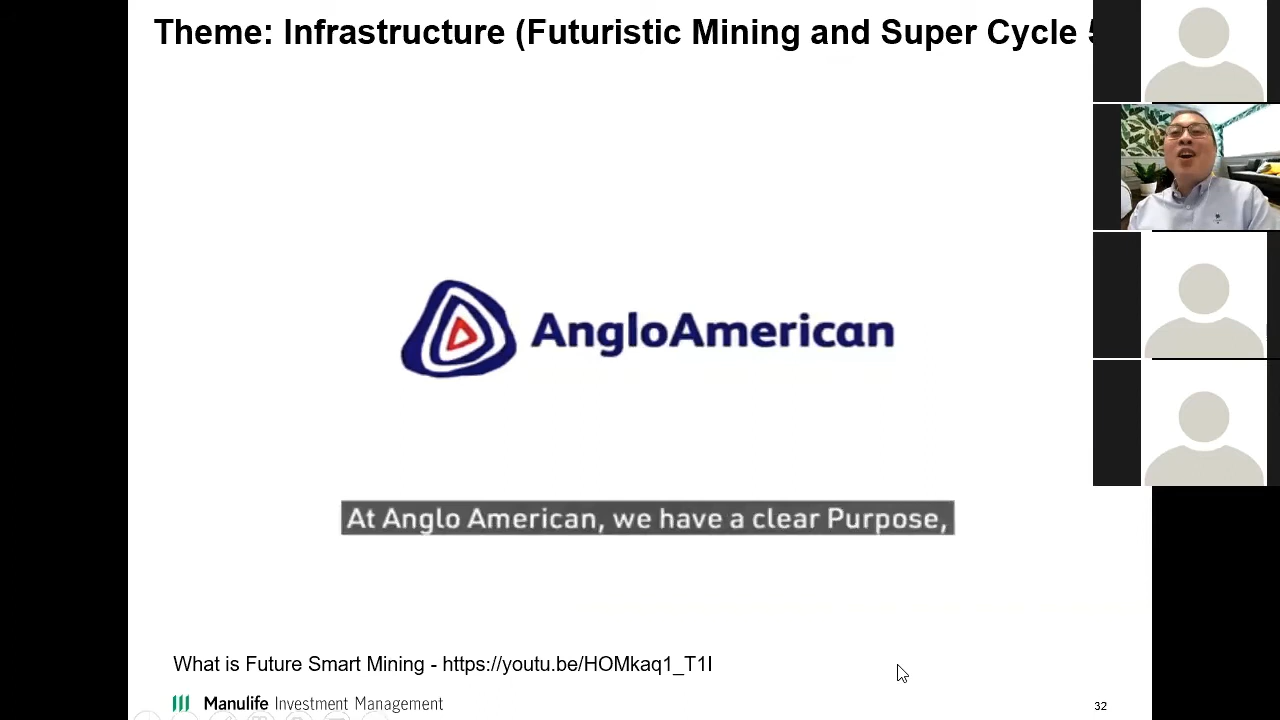 Theme: Infrastructure (Futuristic Mining and Super Cycle 5
AngloAmerican
At Anglo American, we have a clear Purpose,
What is Future Smart Mining - https://youtu.be/HOMkaq1_T1I
Manulife Investment Management
32